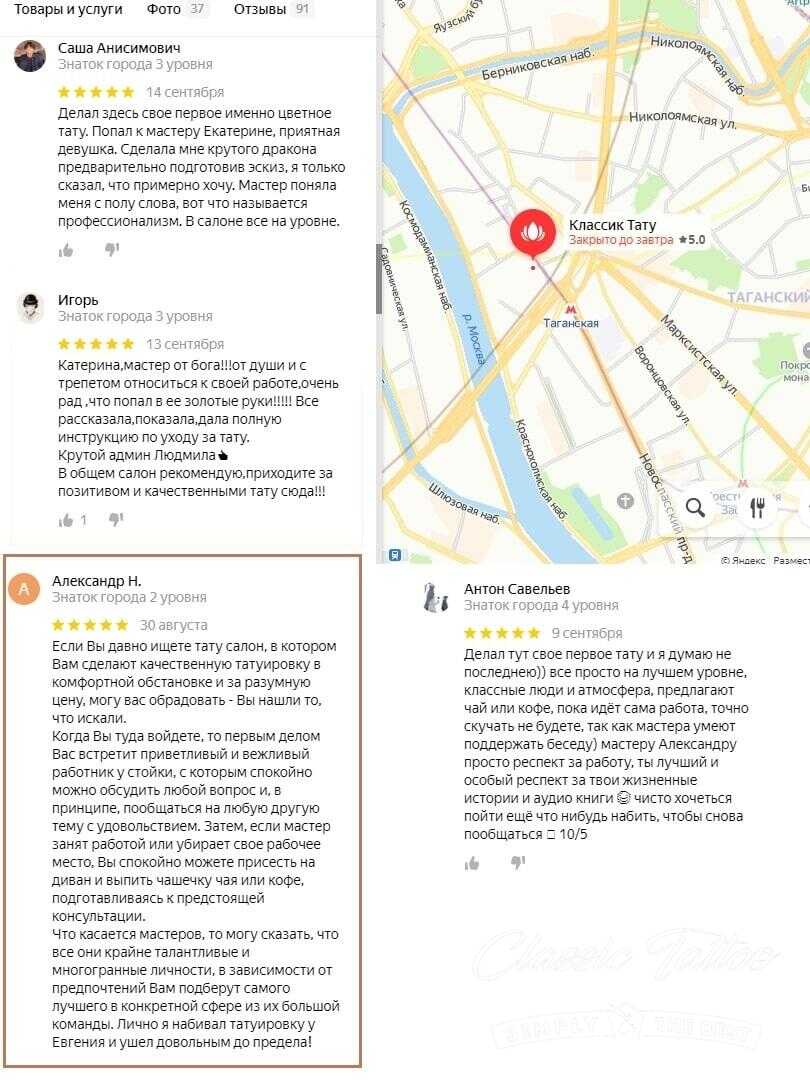 Товары и услуги Фото 37 Отзывы 91
Саша Анисимович
Знаток города 3 уровня
14 сентября
Делал здесь свое первое именно цветное
тату. Попал к мастеру Екатерине, приятная
девушка. Сделала мне крутого дракона
предварительно подготовив эскиз, я только
сказал, что примерно хочу. Мастер поняла
меня с полу слова, вот что называется
профессионализм. В салоне все на уровне.
Игорь
Знаток города 3 уровня
13 сентября
Катерина,мастер от бога!!!от души и с
трепетом относиться к своей работе,очень
рад ,что попал в ее золотые руки!!!!! Все
рассказала,показала,дала полную
инструкцию по уходу за тату.
Крутой админ Людмила
В общем салон рекомендую,приходите за
позитивом и качественными тату сюда!!!
1
А
Александр Н.
Знаток города 2 уровня
30 августа
Если Вы давно ищете тату салон, в котором
Вам сделают качественную татуировку в
комфортной обстановке и за разумную
цену, могу вас обрадовать - Вы нашли то,
что искали.
Когда Вы туда войдете, то первым делом
Вас встретит приветливый и вежливый
работник у стойки, с которым спокойно
можно обсудить любой вопрос и, в
принципе, пообщаться на любую другую
тему с удовольствием. Затем, если мастер
занят работой или убирает свое рабочее
место, Вы спокойно можете присесть на
диван и выпить чашечку чая или кофе,
подготавливаясь к предстоящей
консультации.
Что касается мастеров, то могу сказать, что
все они крайне талантливые и
многогранные личности, в зависимости от
предпочтений Вам подберут самого
лучшего в конкретной сфере из их большой
команды. Лично я набивал татуировку у
Евгения и ушел довольным до предела!
Яузский бу
Берниковская наб.
Николоямская наб.
Николоямская ул.
Космодамианская наб.
Садовническая ул.
р. Москва
Классик Тату
Закрыто до завтра ★5.0
М
Таганская
ТАГАНСКИЙ
Марксистская ул.
Воронцовская ул.
Покро
мона
Краснохолмская наб.
Шлюзовая наб.
Новоспасский пр-д
М
© Яндекс Размест
Антон Савельев
Знаток города 4 уровня
9 сентября
Делал тут свое первое тату и я думаю не
последнею)) все просто на лучшем уровне,
классные люди и атмосфера, предлагают
чай или кофе, пока идёт сама работа, точно
скучать не будете, так как мастера умеют
поддержать беседу) мастеру Александру
просто респект за работу, ты лучший и
особый респект за твои жизненные
истории и аудио книги 😄 чисто хочеться
пойти ещё что нибудь набить, чтобы снова
пообщаться □ 10/5
Classic Tattoo
SIMPLY THE BEST